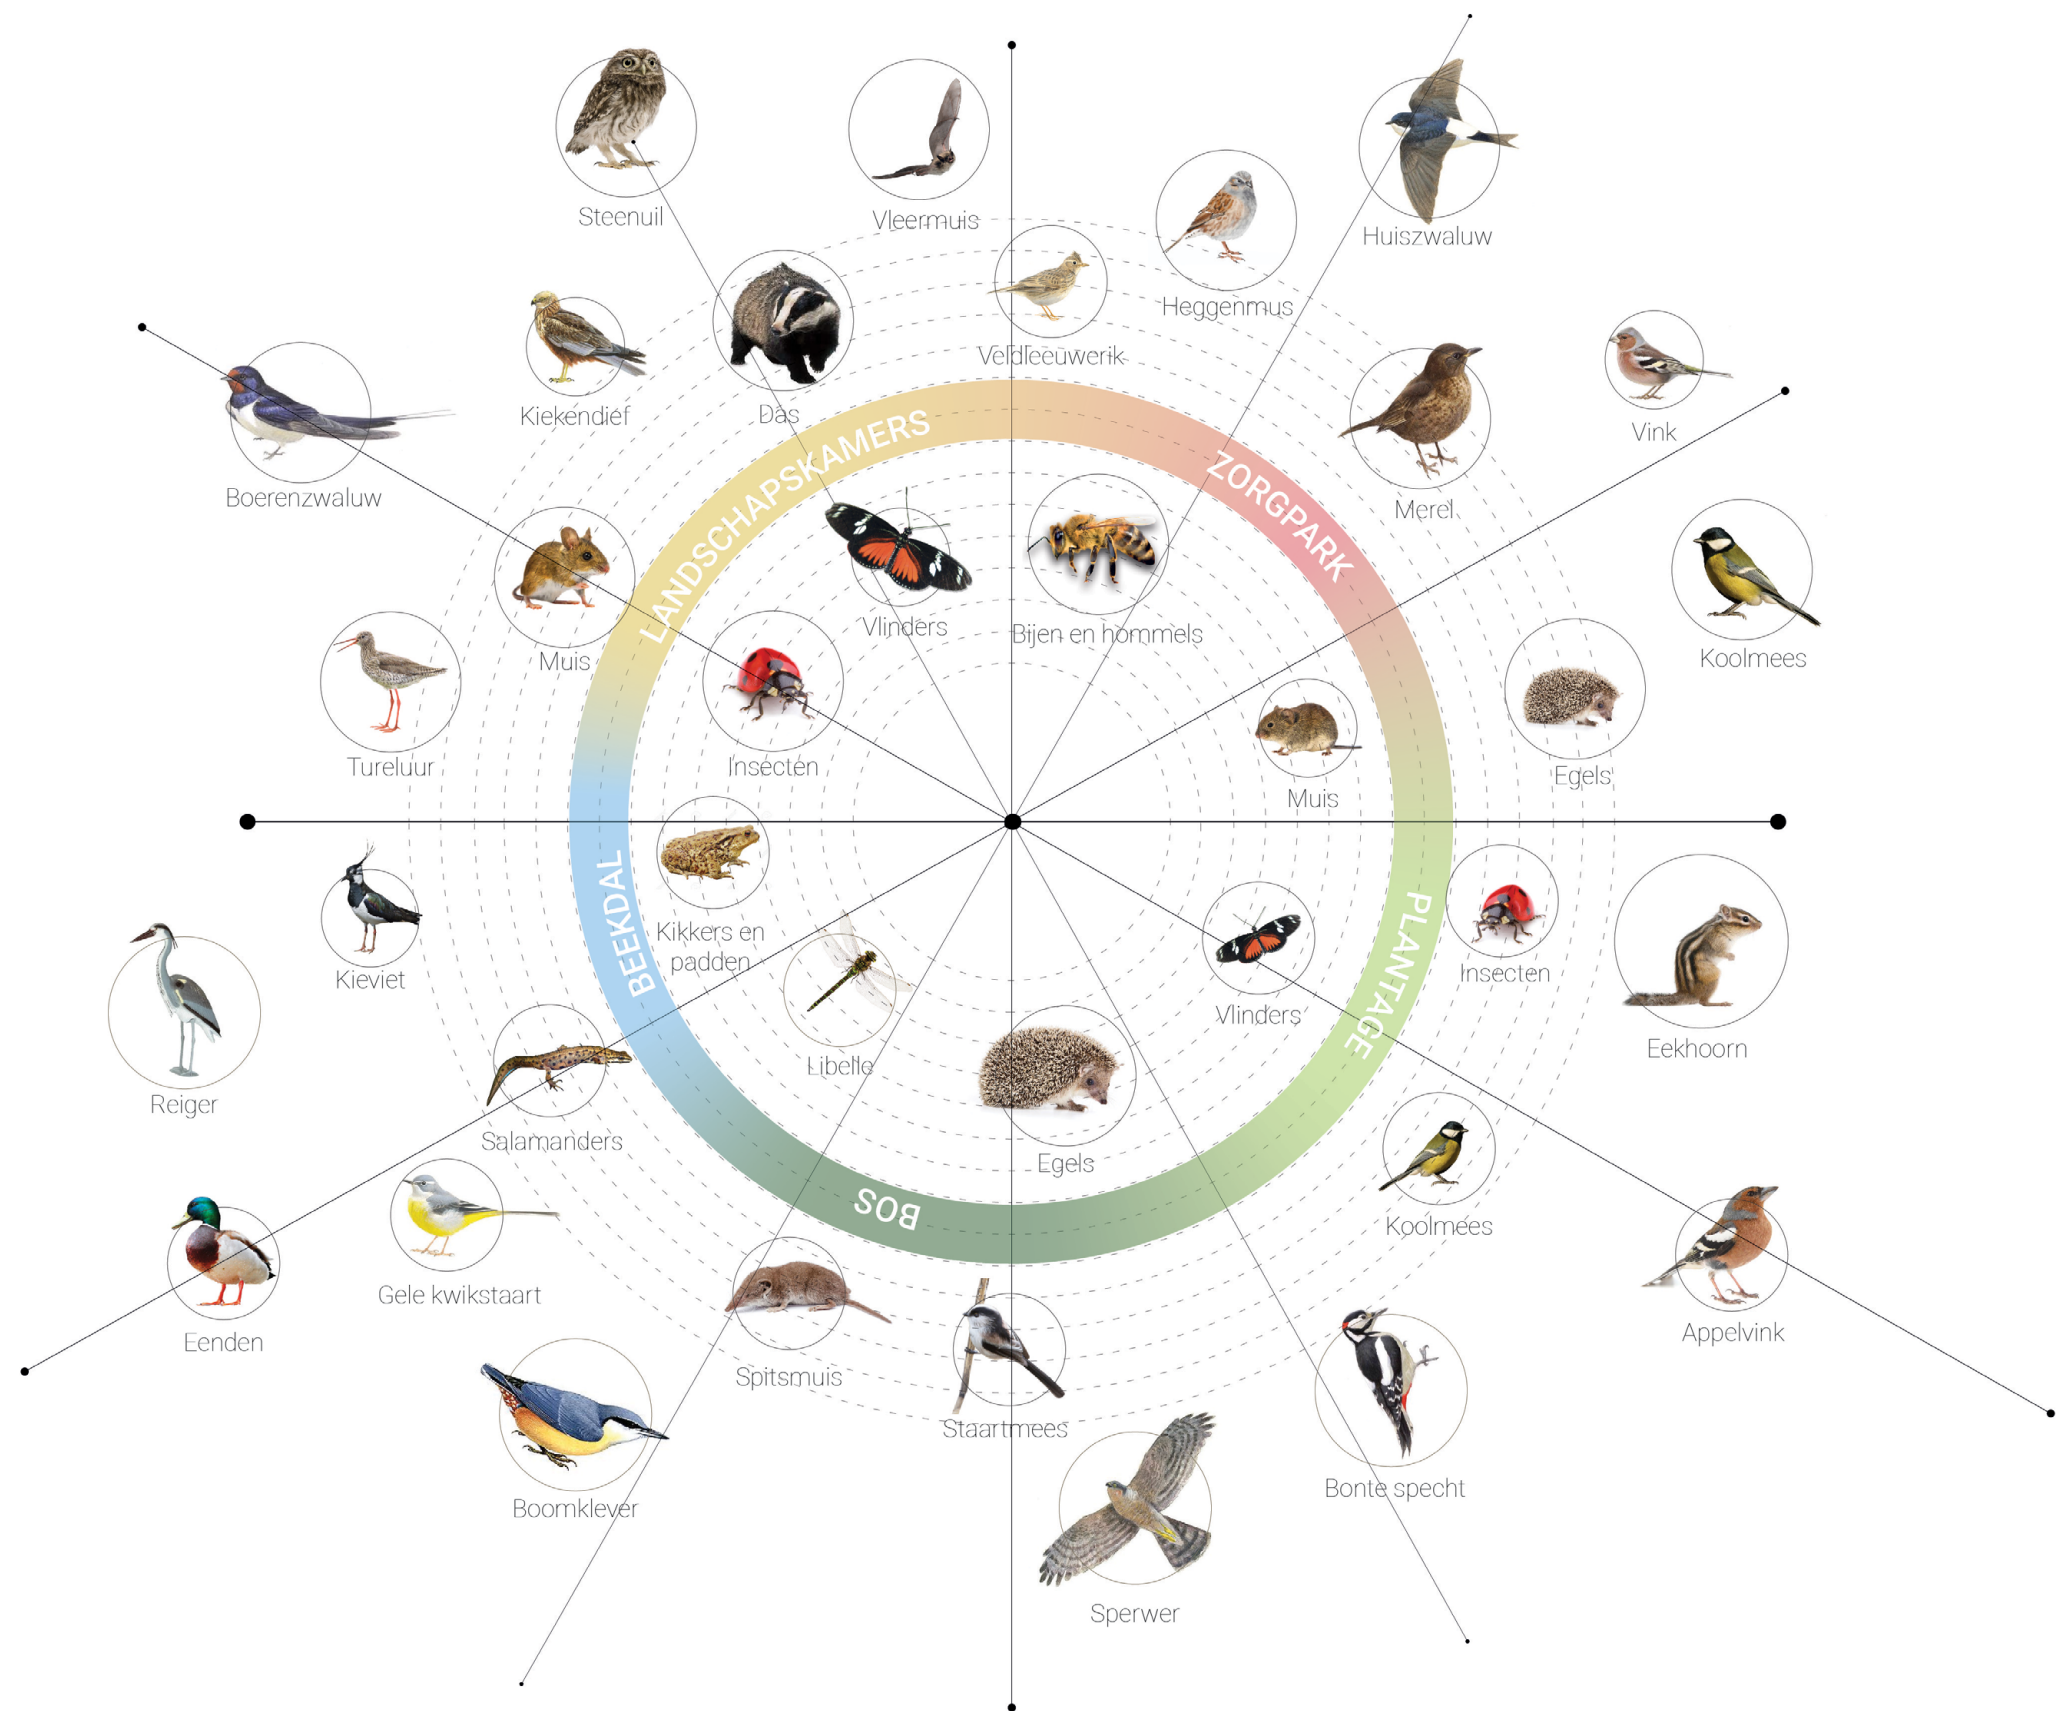 Steenuil
Vleermuis
Huiszwaluw
Heggenmus
Veldleeuwerik
Kiekendief
Das
Vink
Boerenzwaluw
Merel
LANDSCHAPSKAMERS
ZORGPARK
Vlinders
Bijen en hommels
Muis
Koolmees
Tureluur
Insecten
Egels
Muis
Kikkers en
padden
BEEKDAL
PLANTAGE
Kieviet
Insecten
Vlinders
Eekhoorn
Libelle
Reiger
Salamanders
Egels
BOS
Koolmees
Gele kwikstaart
Eenden
Appelvink
Spitsmuis
Staartmees
Bonte specht
Boomklever
Sperwer